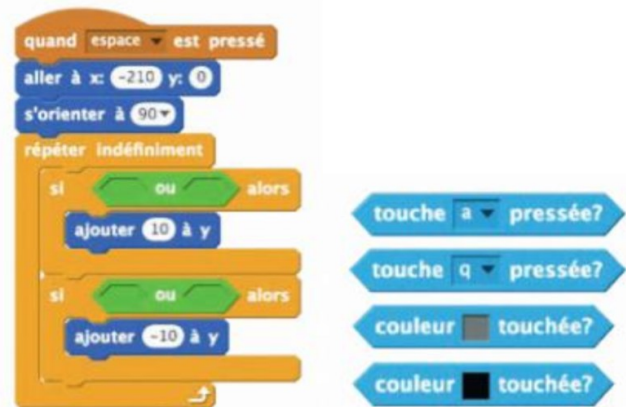 quand espace est pressé
aller à x: -210 y: 0
s'orienter à 90
répéter indéfiniment
si ou alors
ajouter 10 à y
si ou alors
ajouter -10 à y
touche a pressée?
touche q pressée?
couleur touchée?
couleur touchée?